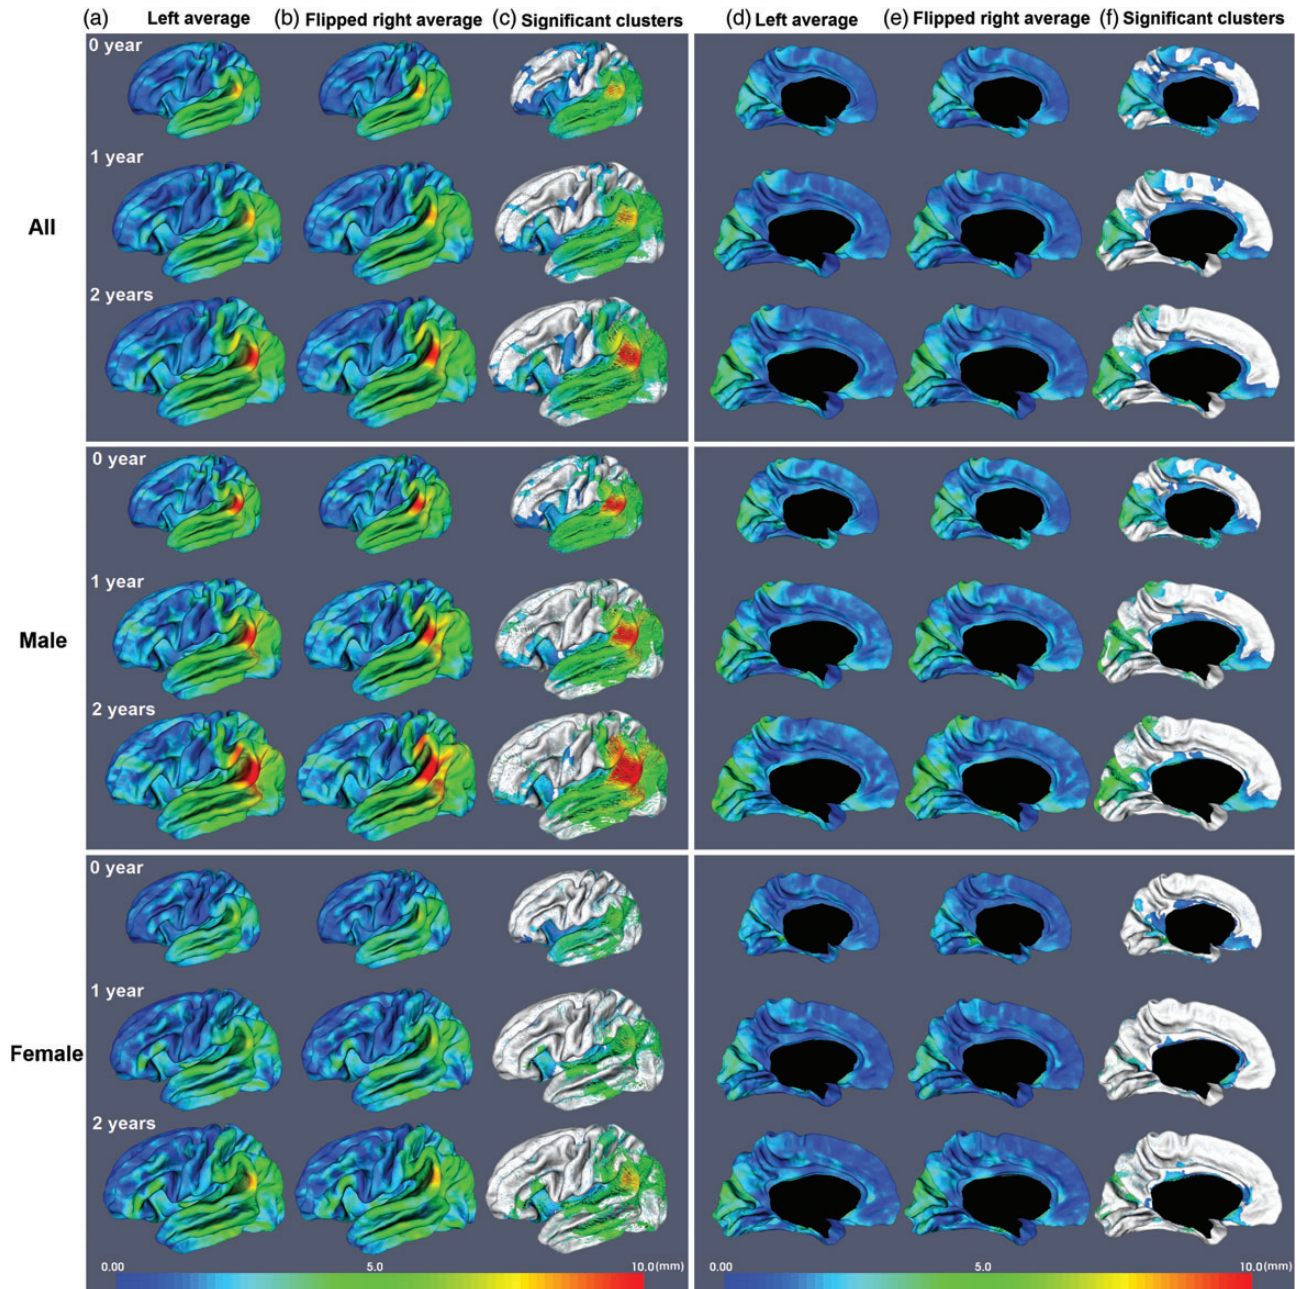 (a) Left average (b) Flipped right average (c) Significant clusters (d) Left average (e) Flipped right average (f) Significant clusters
0 year
1 year
All
2 years
0 year
1 year
Male
2 years
0 year
1 year
Female
2 years
0.00 5.0 10.0(mm) 0.00 5.0 10.0(mm)